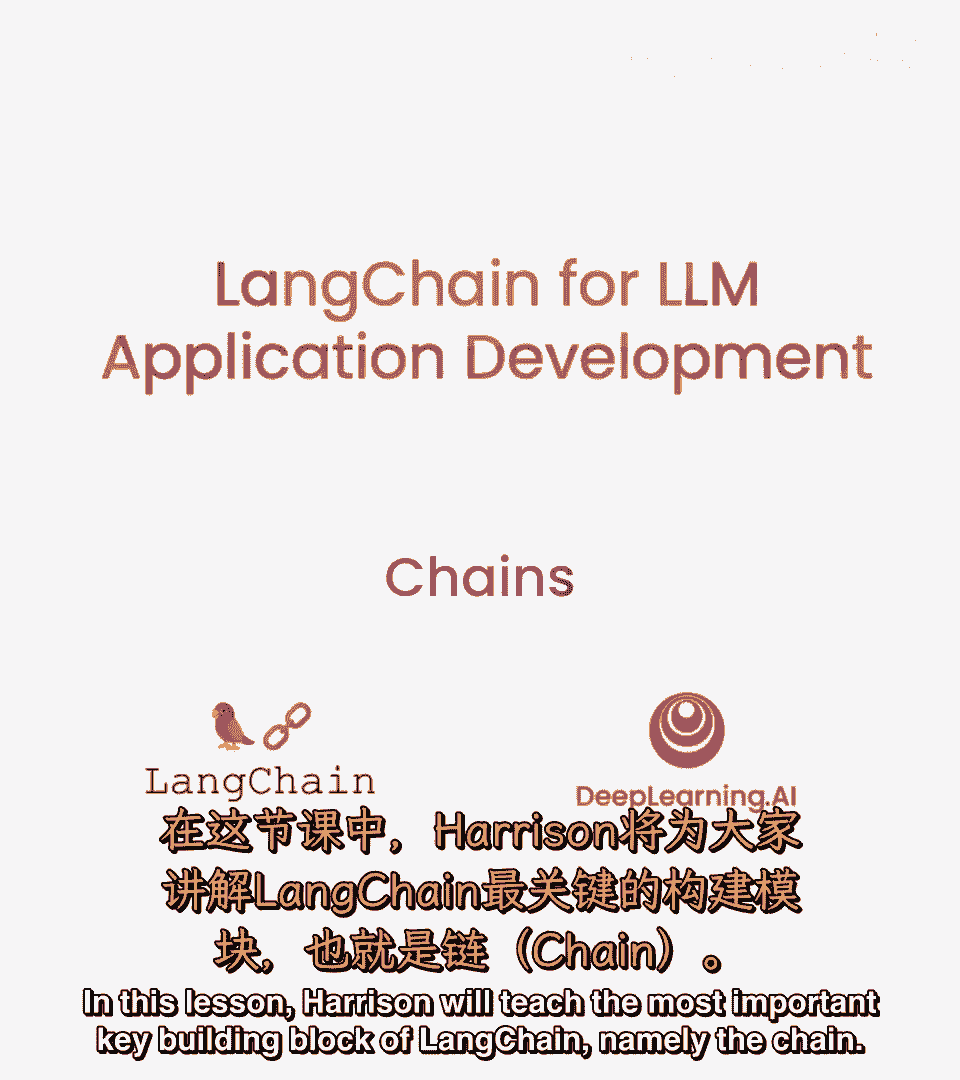 LangChain for LLM
Application Development
Chains
LangChain
DeepLearning.AI
在这节课中，Harrison将为大家
讲解LangChain最关键的构建模
块，也就是链（Chain）。
In this lesson, Harrison will teach the most important
key building block of LangChain, namely the chain.